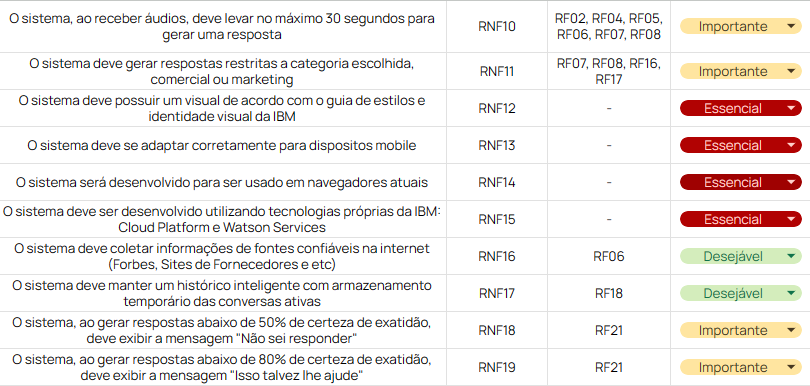 O sistema, ao receber áudios, deve levar no máximo 30 segundos para
gerar uma resposta
RNF10
RF02, RF04, RF05,
RF06, RF07, RF08
Importante
O sistema deve gerar respostas restritas a categoria escolhida,
comercial ou marketing
RNF11
RF07, RF08, RF16,
RF17
Importante
O sistema deve possuir um visual de acordo com o guia de estilos e
identidade visual da IBM
RNF12
-
Essencial
O sistema deve se adaptar corretamente para dispositos mobile
RNF13
-
Essencial
O sistema será desenvolvido para ser usado em navegadores atuais
RNF14
-
Essencial
O sistema deve ser desenvolvido utilizando tecnologias próprias da IBM:
Cloud Platform e Watson Services
RNF15
-
Essencial
O sistema deve coletar informações de fontes confiáveis na internet
(Forbes, Sites de Fornecedores e etc)
RNF16
RF06
Desejável
O sistema deve manter um histórico inteligente com armazenamento
temporário das conversas ativas
RNF17
RF18
Desejável
O sistema, ao gerar respostas abaixo de 50% de certeza de exatidão,
deve exibir a mensagem "Não sei responder"
RNF18
RF21
Importante
O sistema, ao gerar respostas abaixo de 80% de certeza de exatidão,
deve exibir a mensagem "Isso talvez lhe ajude"
RNF19
RF21
Importante